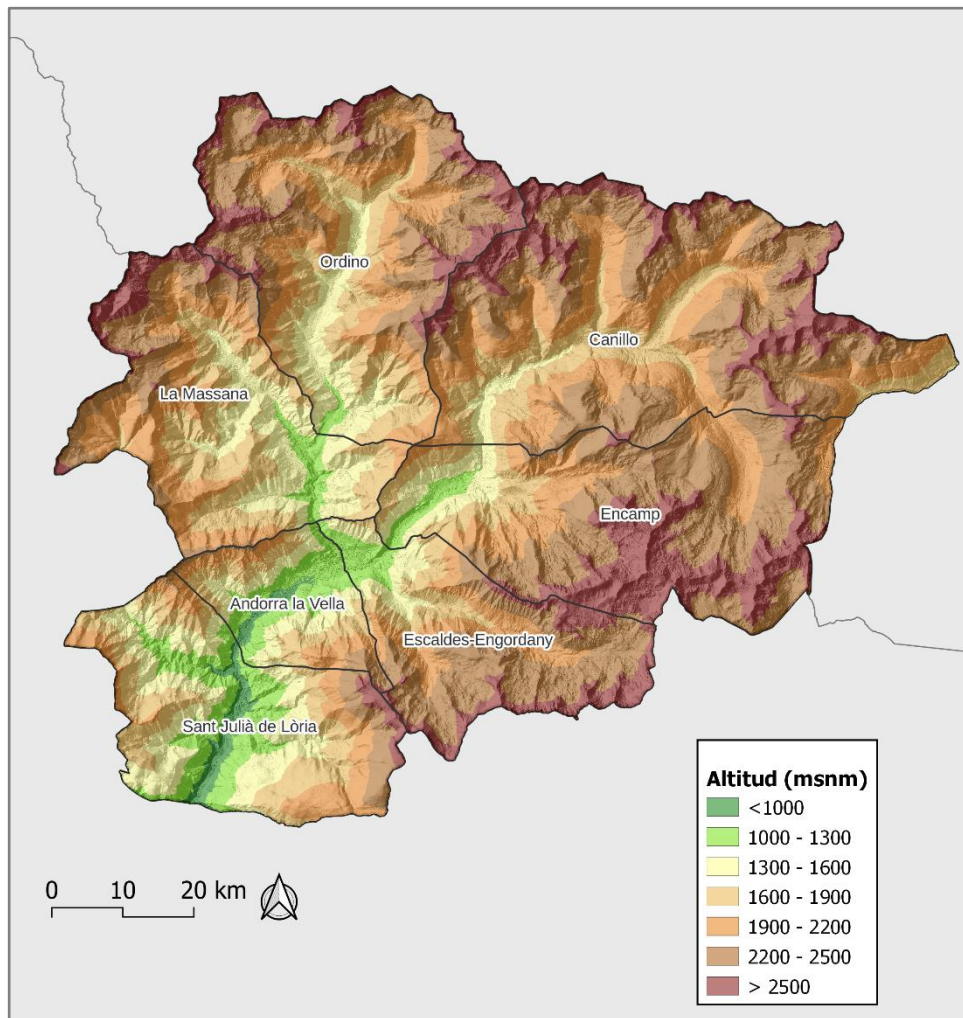 Ordino
Canillo
La Massana
Encamp
Andorra la Vella
Escaldes-Engordany
Sant Julià de Lòria
Altitud (msnm)
<1000
1000 - 1300
1300 - 1600
1600 - 1900
1900 - 2200
2200 - 2500
> 2500
0 10 20 km